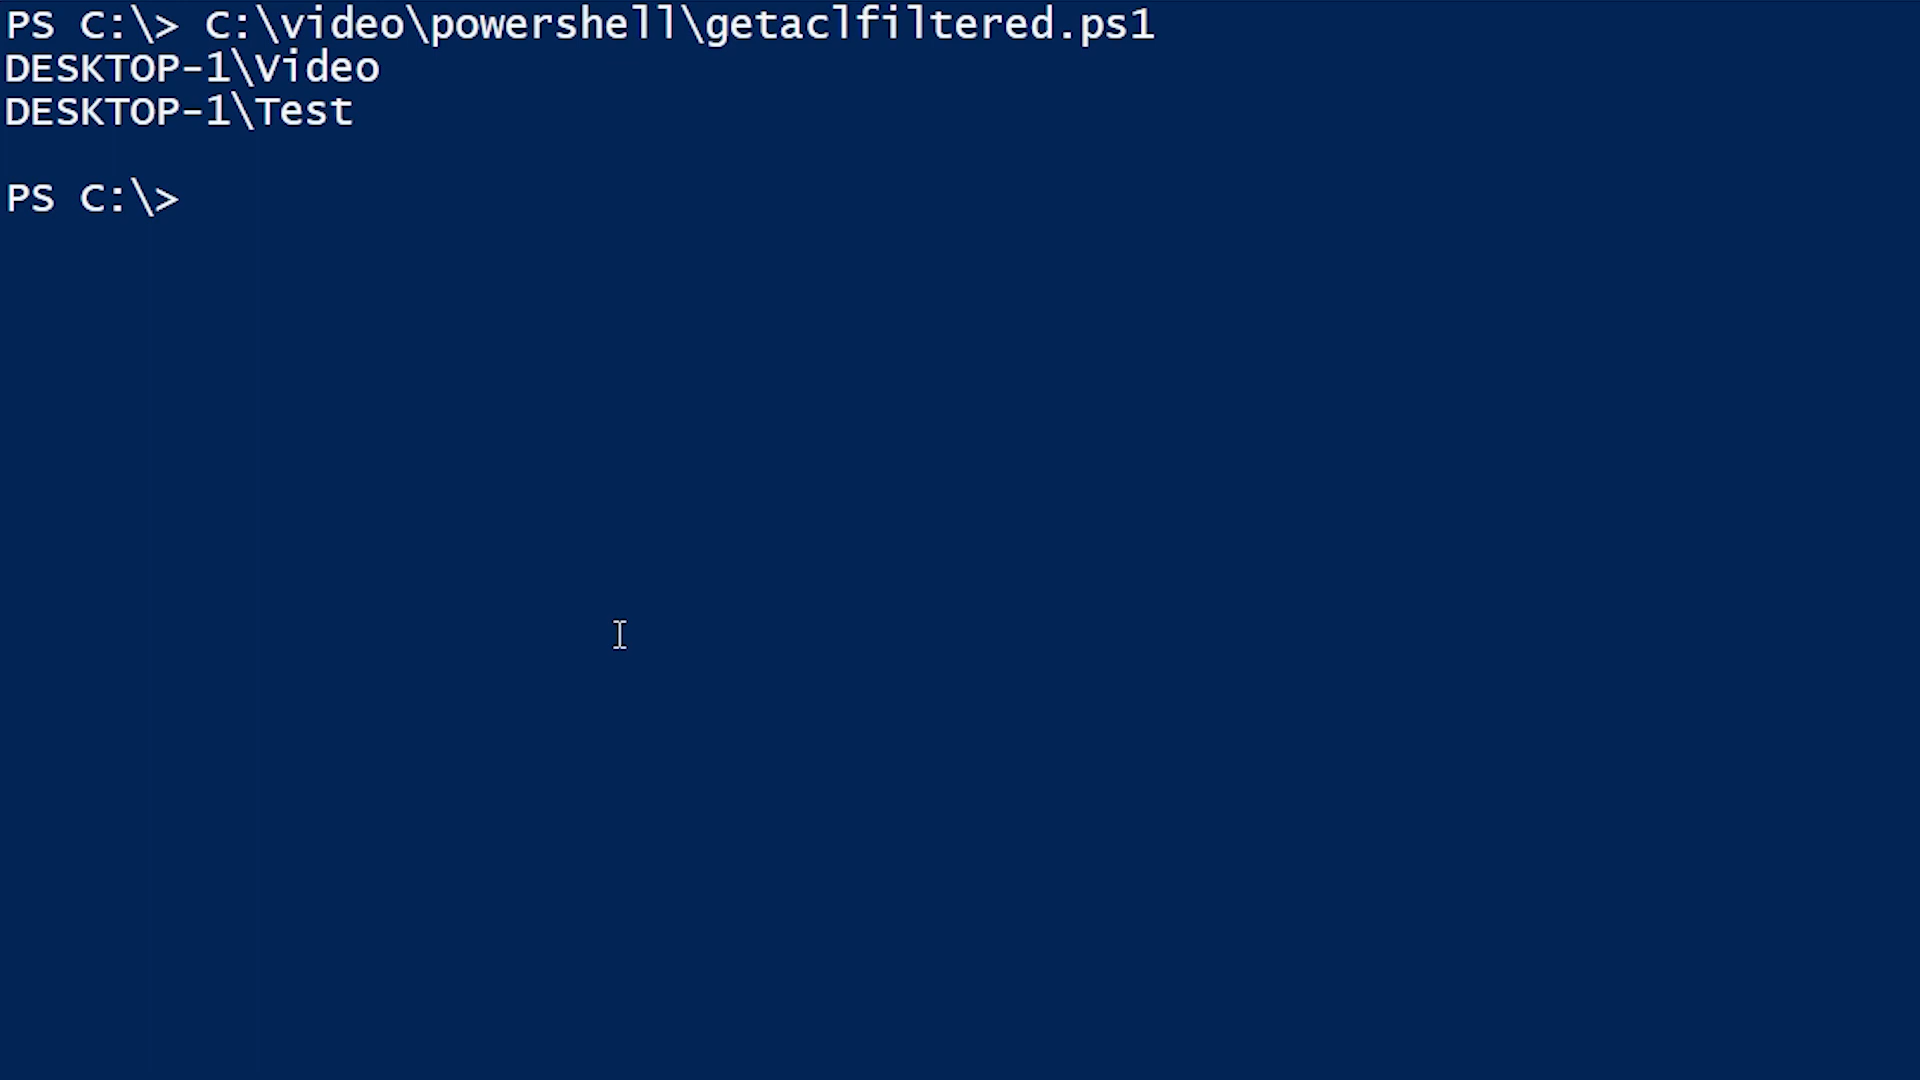 PS C:\> C:\video\powershell\getaclfiltered.ps1
DESKTOP-1\Video
DESKTOP-1\Test
PS C:\>